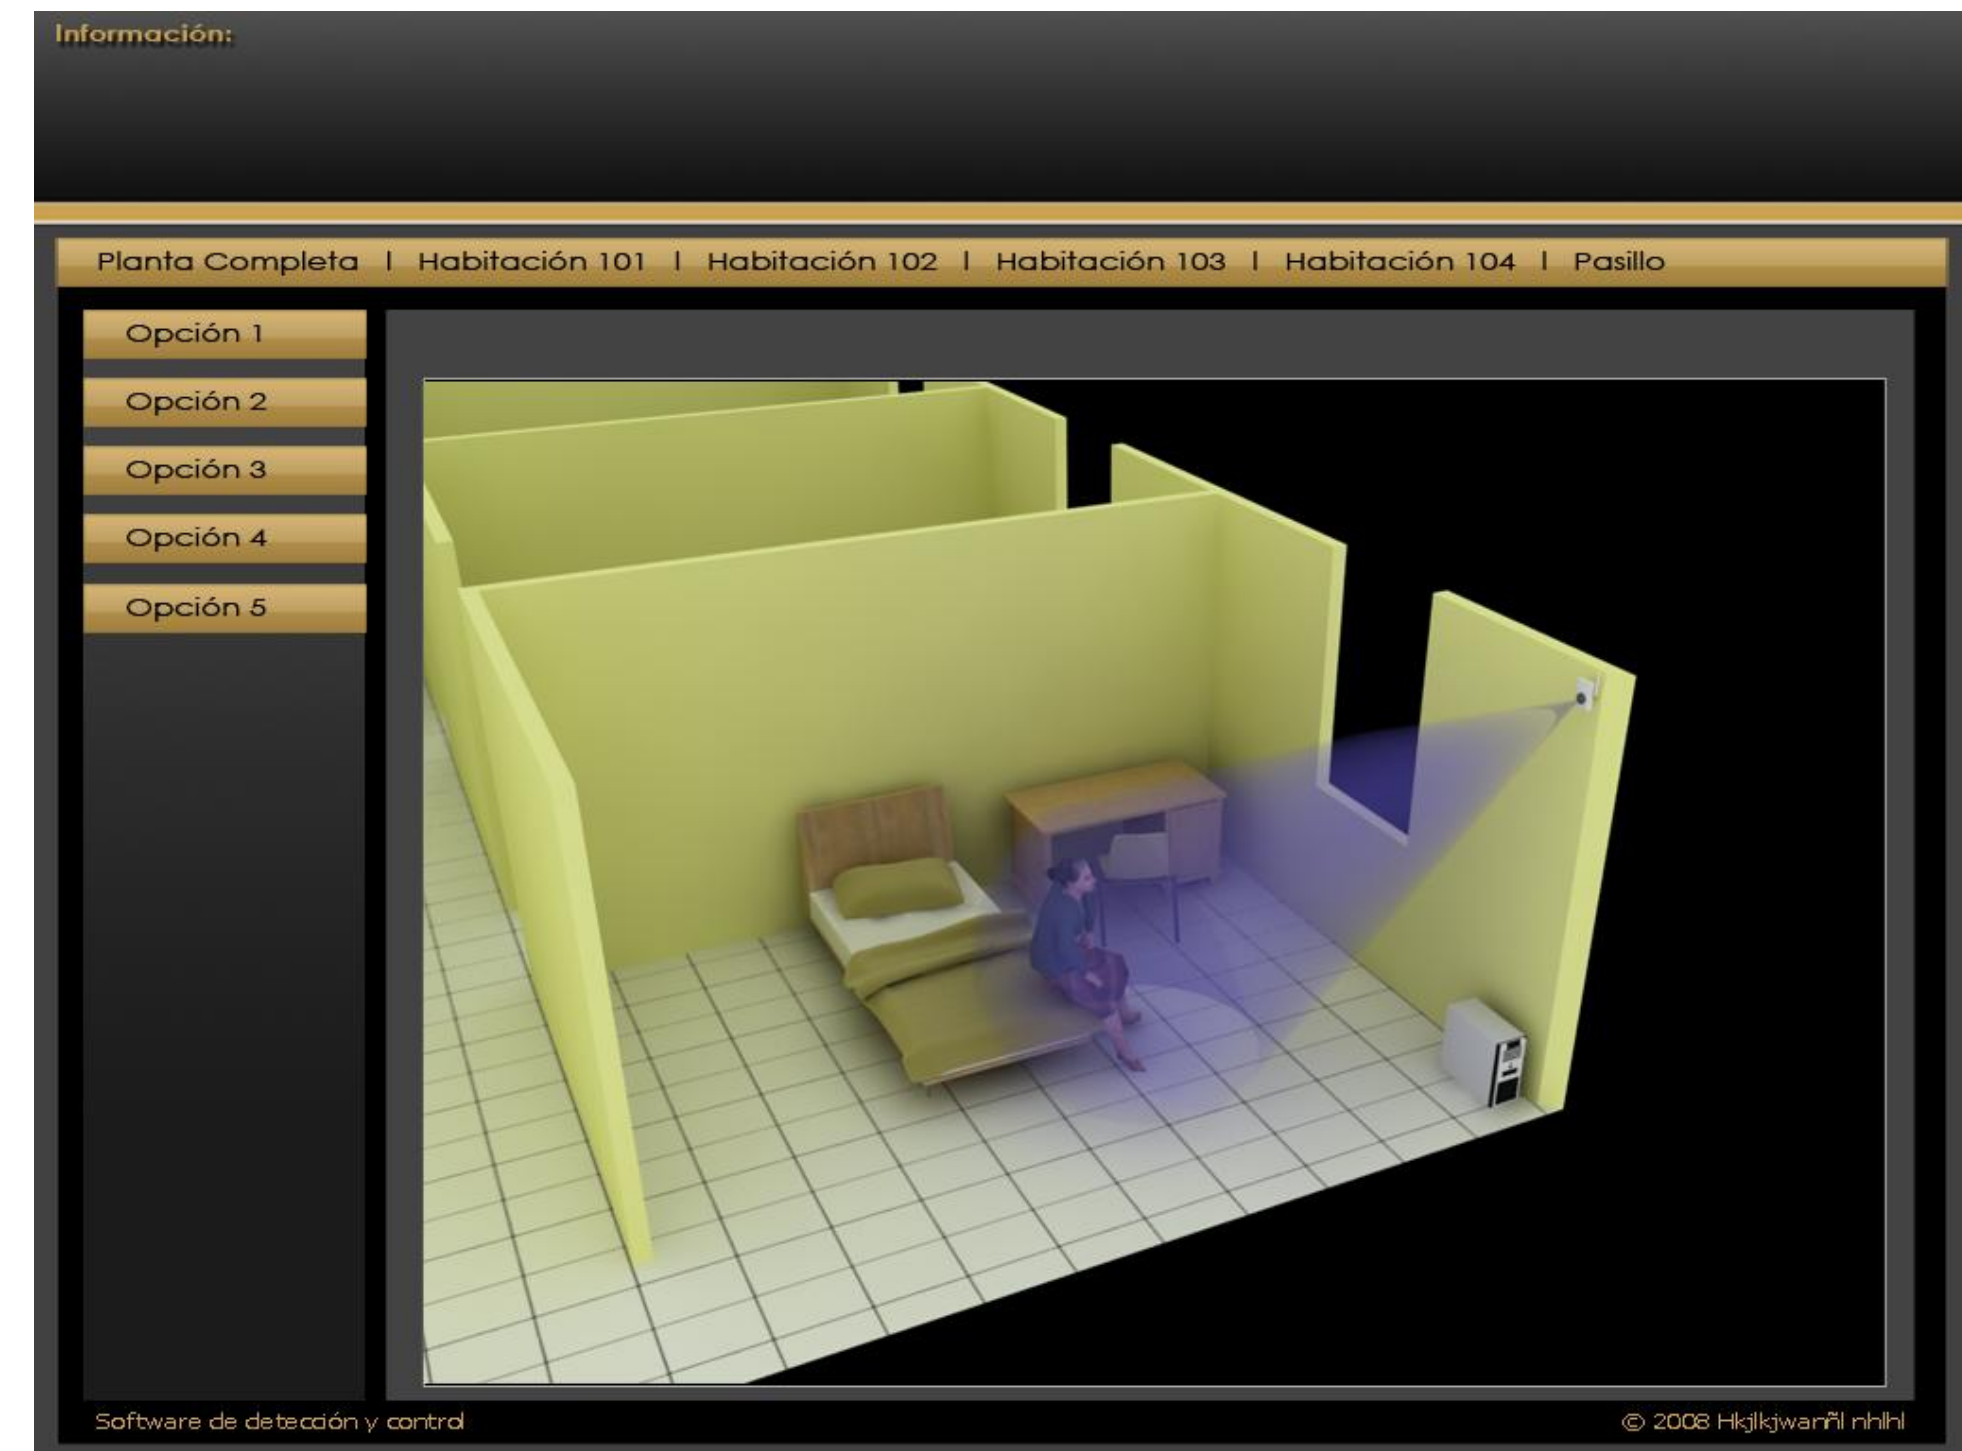 Información:
Planta Completa | Habitación 101 | Habitación 102 | Habitación 103 | Habitación 104 | Pasillo
Opción 1
Opción 2
Opción 3
Opción 4
Opción 5
Software de detección y control
© 2008